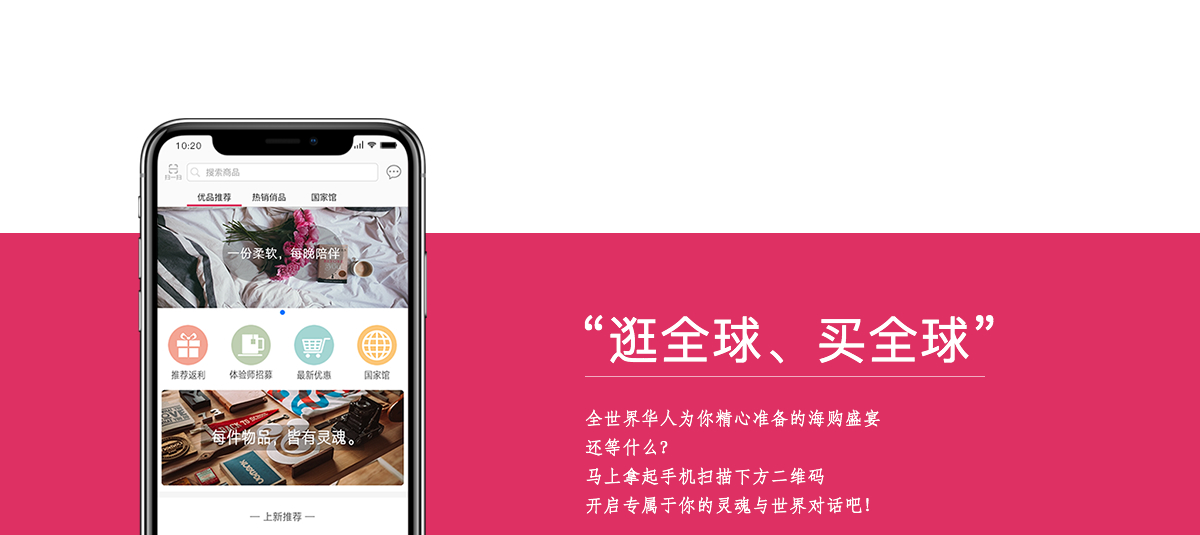 10:20
扫一扫
搜索商品
优品推荐 热销俏品 国家馆
一份柔软，每晚陪伴
推荐返利 体验师招募 最新优惠 国家馆
每件物品，皆有灵魂。
— 上新推荐 —
“逛全球、买全球”
全世界华人为你精心准备的海购盛宴
还等什么？
马上拿起手机扫描下方二维码
开启专属于你的灵魂与世界对话吧！